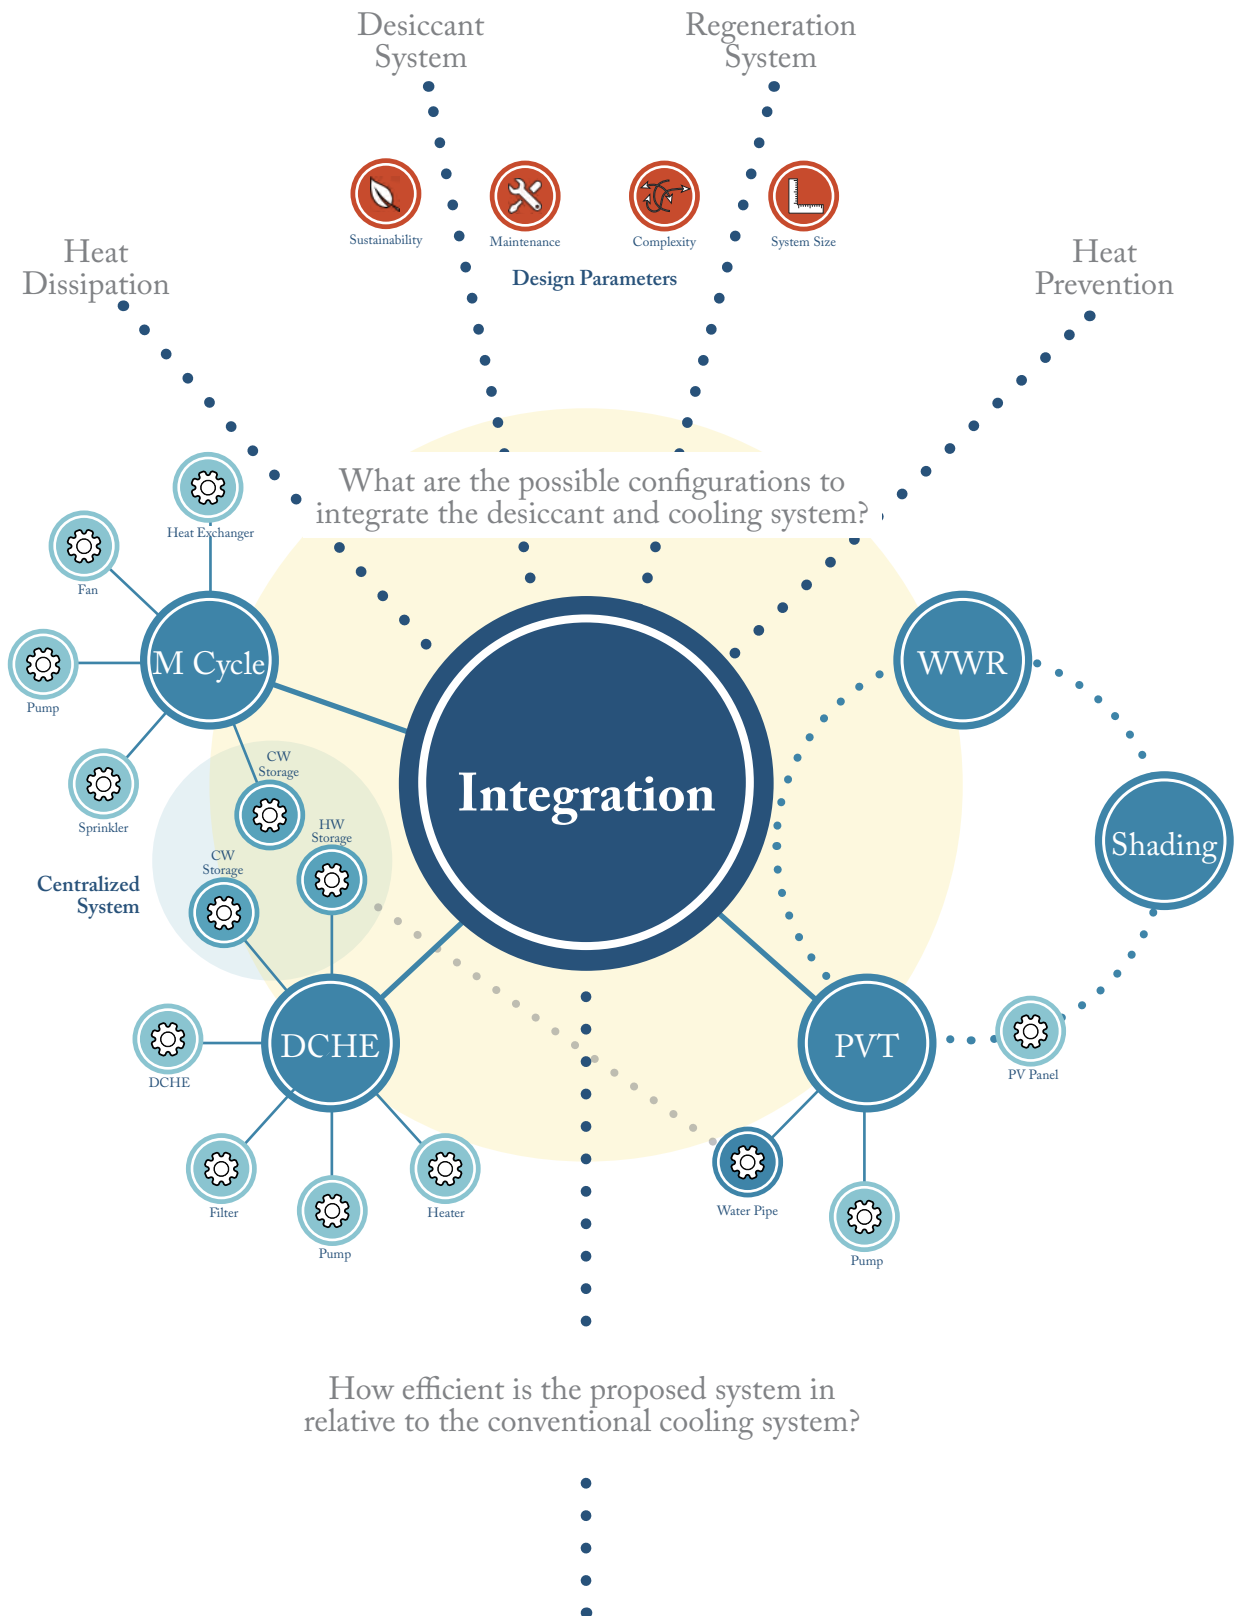 Desiccant
System
Regeneration
System
Sustainability
Maintenance
Complexity
System Size
Design Parameters
Heat
Dissipation
Heat
Prevention
What are the possible configurations to
integrate the desiccant and cooling system?
Heat Exchanger
Fan
M Cycle
Pump
Sprinkler
WWR
CW
Storage
HW
Storage
CW
Storage
Centralized
System
Integration
Shading
DCHE
DCHE
Filter
Pump
Heater
PVT
PV Panel
Water Pipe
Pump
How efficient is the proposed system in
relative to the conventional cooling system?